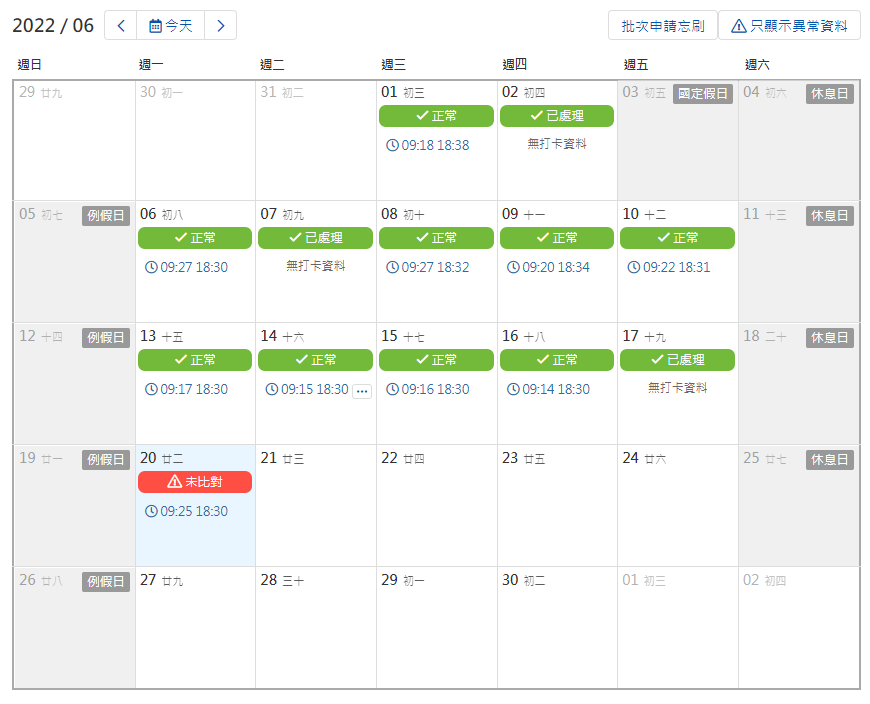 2022 / 06 今天 批次申請忘刷 只顯示異常資料
週日 週一 週二 週三 週四 週五 週六
29 廿九 30 初一 31 初二 01 初三 02 初四 03 初五 國定假日 04 初六 休息日
正常 已處理
09:18 18:38 無打卡資料
05 初七 例假日 06 初八 07 初九 08 初十 09 十一 10 十二 11 十三 休息日
正常 已處理 正常 正常 正常
09:27 18:30 無打卡資料 09:27 18:32 09:20 18:34 09:22 18:31
12 十四 例假日 13 十五 14 十六 15 十七 16 十八 17 十九 18 二十 休息日
正常 正常 正常 正常 已處理
09:17 18:30 09:15 18:30 ... 09:16 18:30 09:14 18:30 無打卡資料
19 廿一 例假日 20 廿二 21 廿三 22 廿四 23 廿五 24 廿六 25 廿七 休息日
未比對
09:25 18:30
26 廿八 例假日 27 廿九 28 三十 29 初一 30 初二 01 初三 02 初四